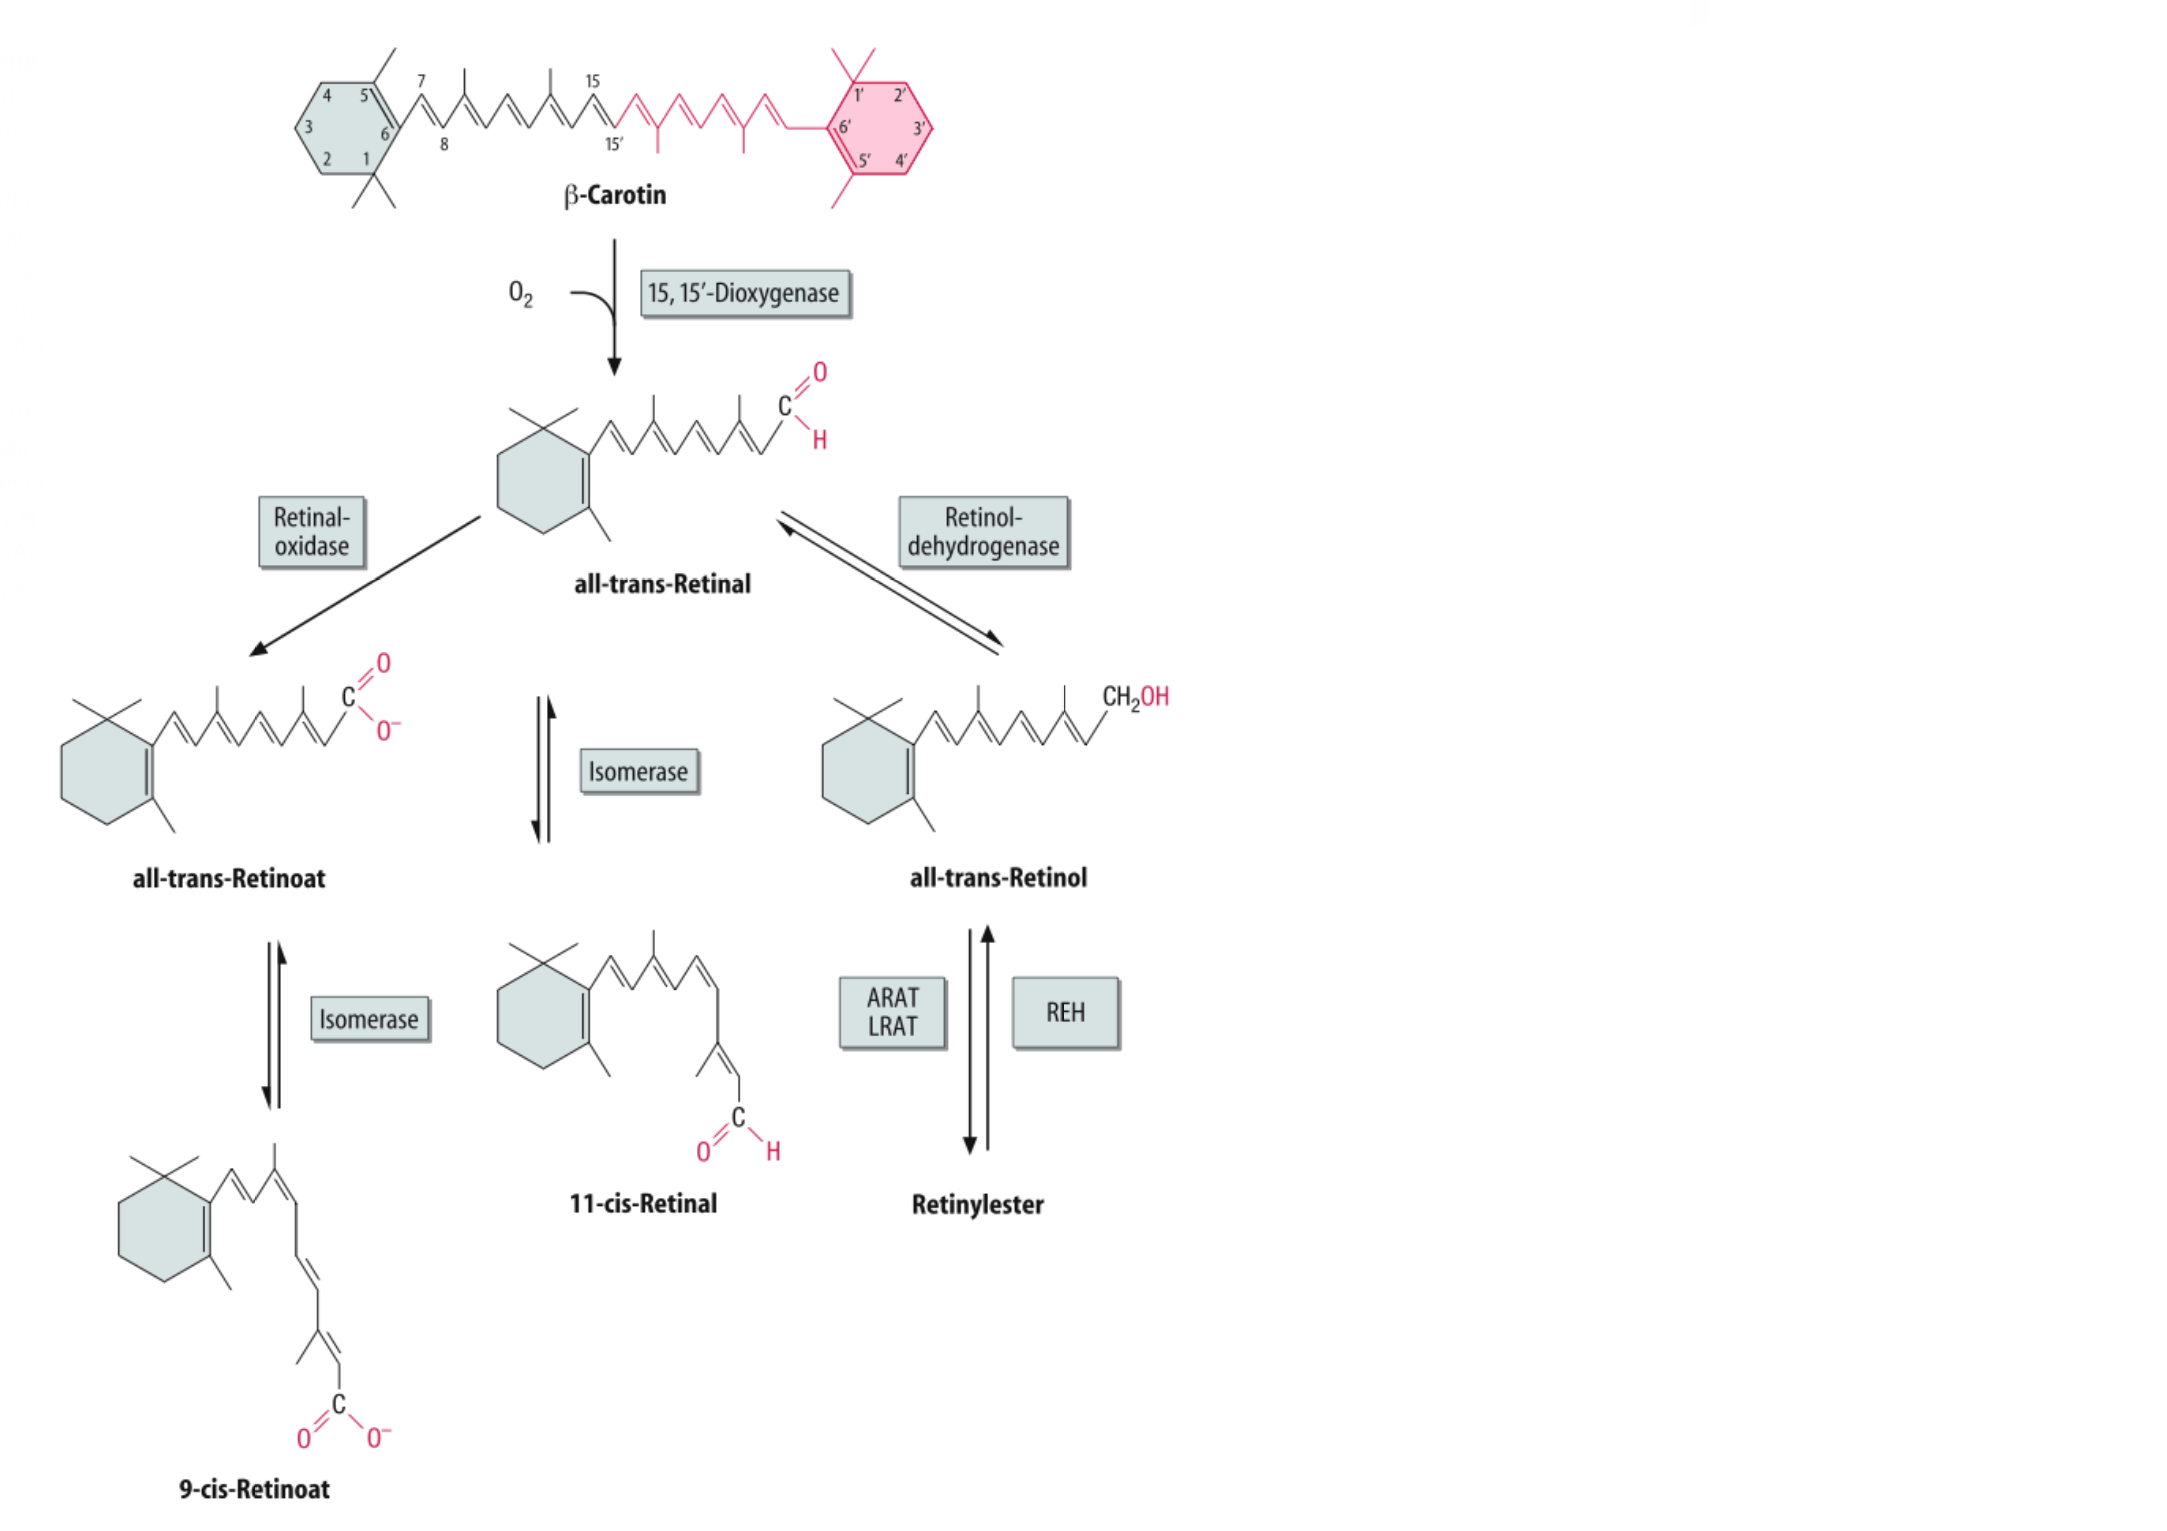 7
15
4
5
1'
2'
3
6
6'
3'
8
15'
2
1
5'
4'
β-Carotin
O2
15, 15'-Dioxygenase
O
C
H
Retinal-
oxidase
Retinol-
dehydrogenase
all-trans-Retinal
O
C
O−
CH2OH
Isomerase
all-trans-Retinoat
all-trans-Retinol
Isomerase
ARAT
LRAT
REH
C
O
H
11-cis-Retinal
Retinylester
C
O
O−
9-cis-Retinoat